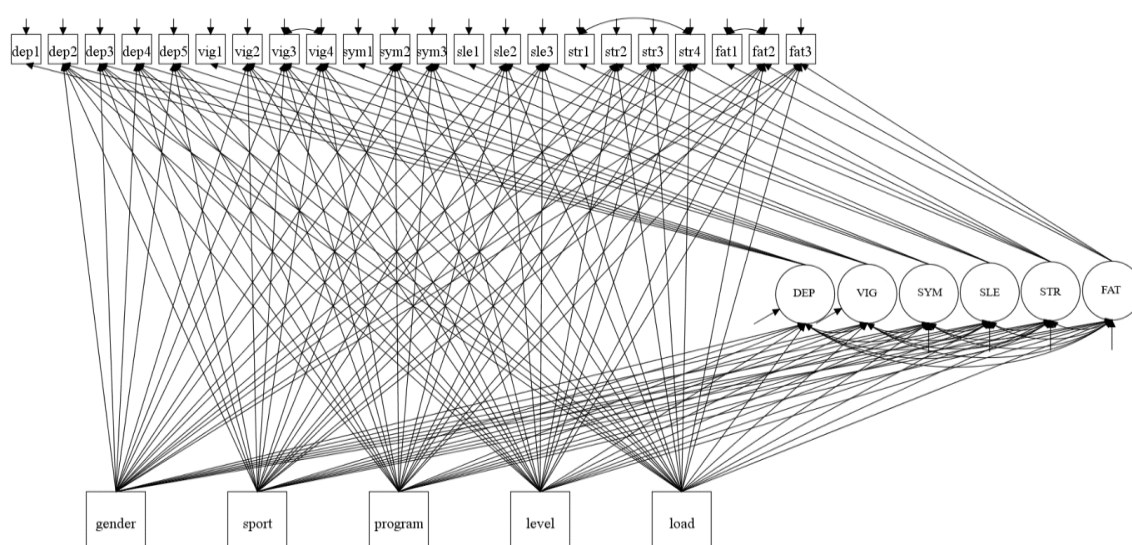 dep1 dep2 dep3 dep4 dep5 vig1 vig2 vig3 vig4 sym1 sym2 sym3 sle1 sle2 sle3 str1 str2 str3 str4 fat1 fat2 fat3
DEP VIG SYM SLE STR FAT
gender sport program level load